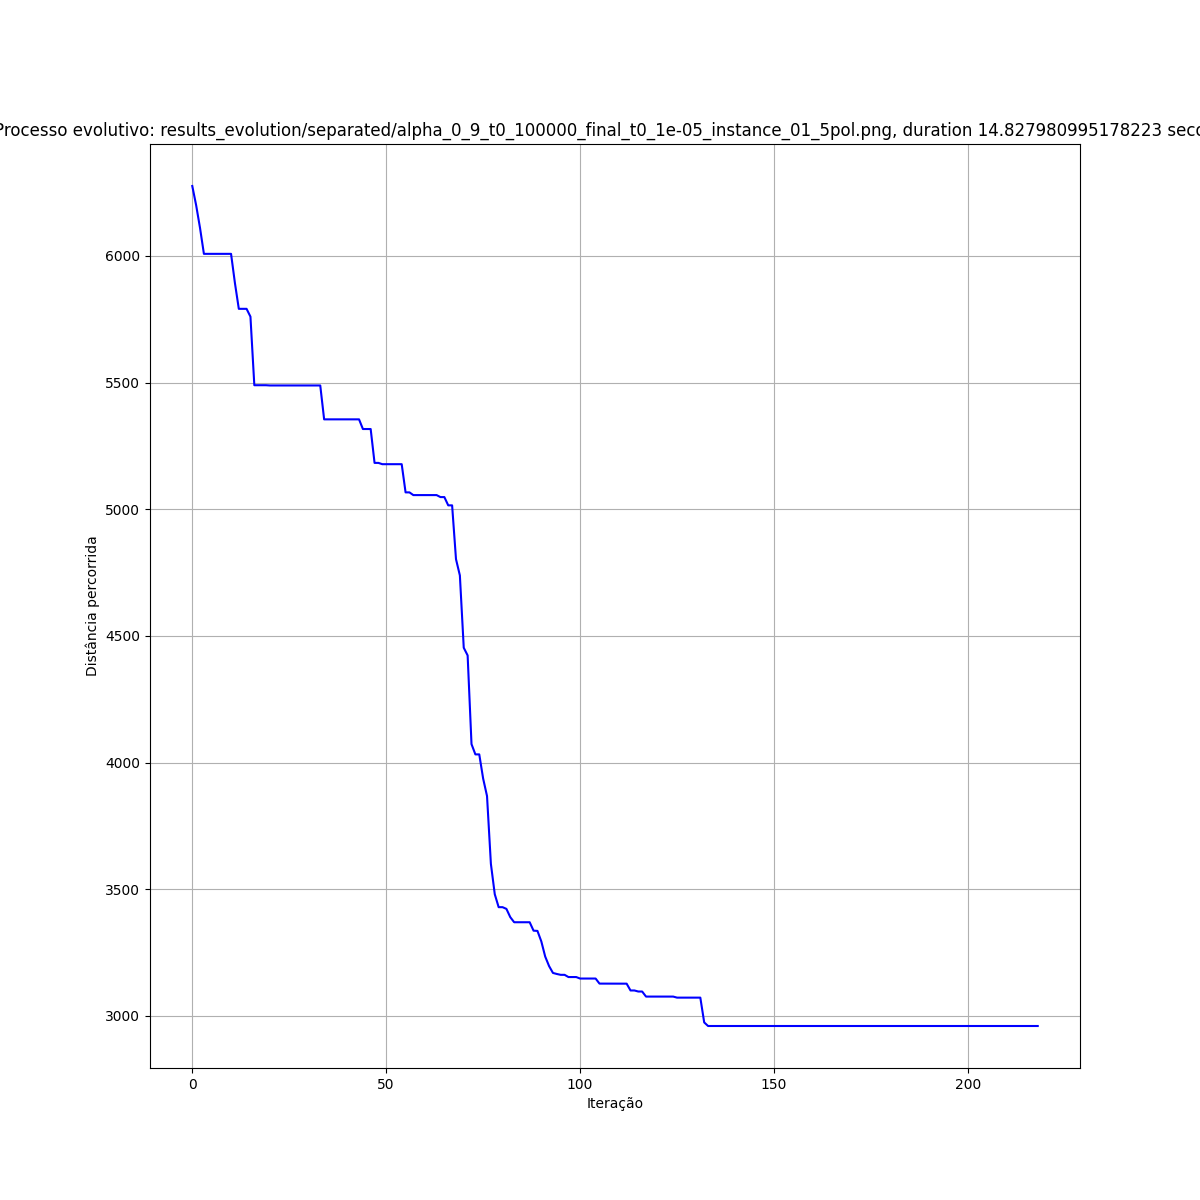 Processo evolutivo: results_evolution/separated/alpha_0_9_t0_100000_final_t0_1e-05_instance_01_5pol.png, duration 14.827980995178223 seco
6000
5500
5000
4500
4000
3500
3000
Distância percorrida
0 50 100 150 200
Iteração